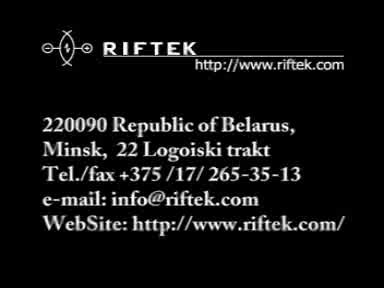 RIFTEK
http://www.riftek.com
220090 Republic of Belarus,
Minsk, 22 Logoiski trakt
Tel./fax +375 /17/ 265-35-13
e-mail: info@riftek.com
WebSite: http://www.riftek.com/